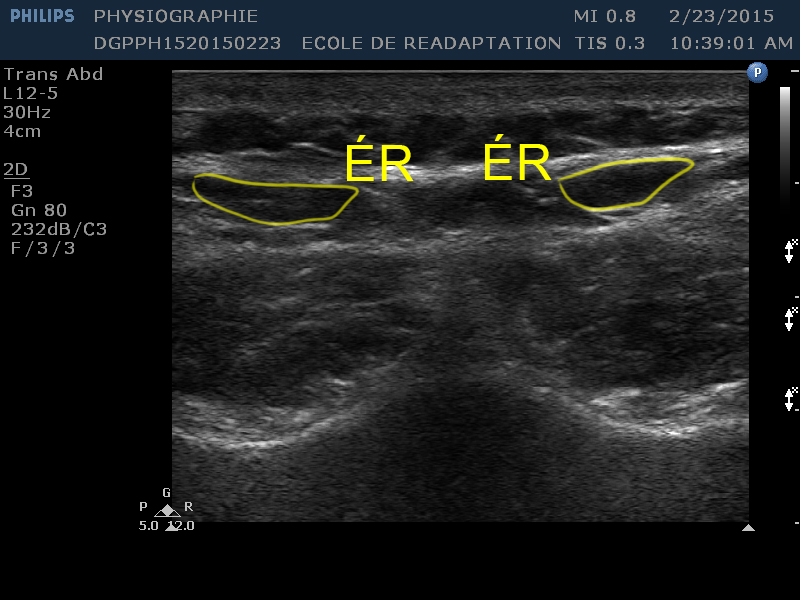 PHILIPS PHYSIOGRAPHIE MI 0.8 2/23/2015
DGPPH1520150223 ECOLE DE READAPTATION TIS 0.3 10:39:01 AM
Trans Abd
L12-5
30Hz
4cm
2D
F3
Gn 80
232dB/C3
F/3/3
P
ÉR ÉR
G
P R
5.0 12.0